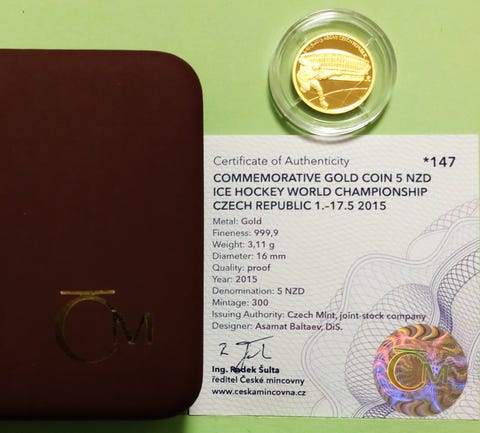 Certificate of Authenticity *147
COMMEMORATIVE GOLD COIN 5 NZD
ICE HOCKEY WORLD CHAMPIONSHIP
CZECH REPUBLIC 1.–17.5 2015
Metal: Gold
Fineness: 999,9
Weight: 3,11 g
Diameter: 16 mm
Quality: proof
Year: 2015
Denomination: 5 NZD
Mintage: 300
Issuing Authority: Czech Mint, joint-stock company
Designer: Asamat Baltaev, DiS.
Ing. Radek Šulta
ředitel České mincovny
www.ceskamincovna.cz
ČM
ČM